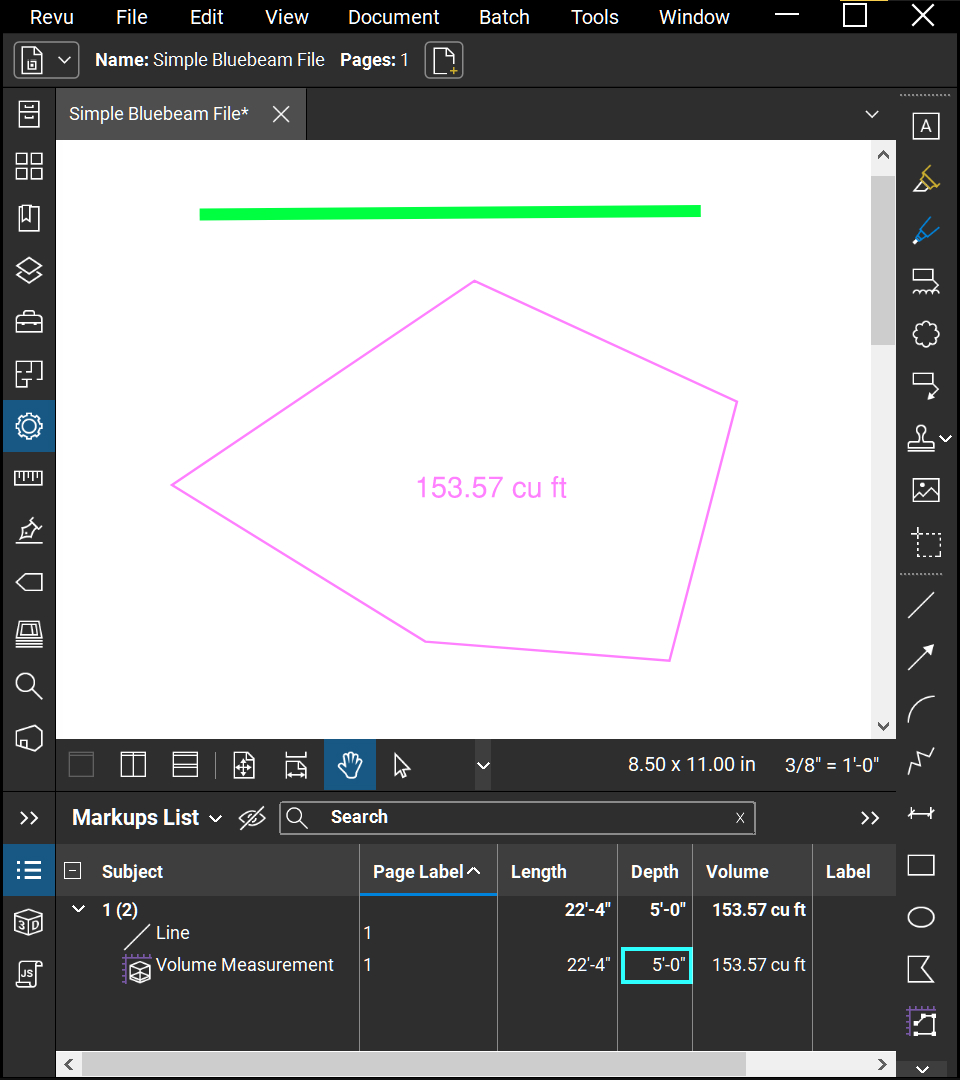 Revu File Edit View Document Batch Tools Window
Name: Simple Bluebeam File Pages: 1
Simple Bluebeam File*
A
153.57 cu ft
8.50 x 11.00 in 3/8" = 1'-0"
Markups List Search x
Subject Page Label Length Depth Volume Label
1 (2) 22'-4" 5'-0" 153.57 cu ft
Line 1
Volume Measurement 1 22'-4" 5'-0" 153.57 cu ft
3D
JS